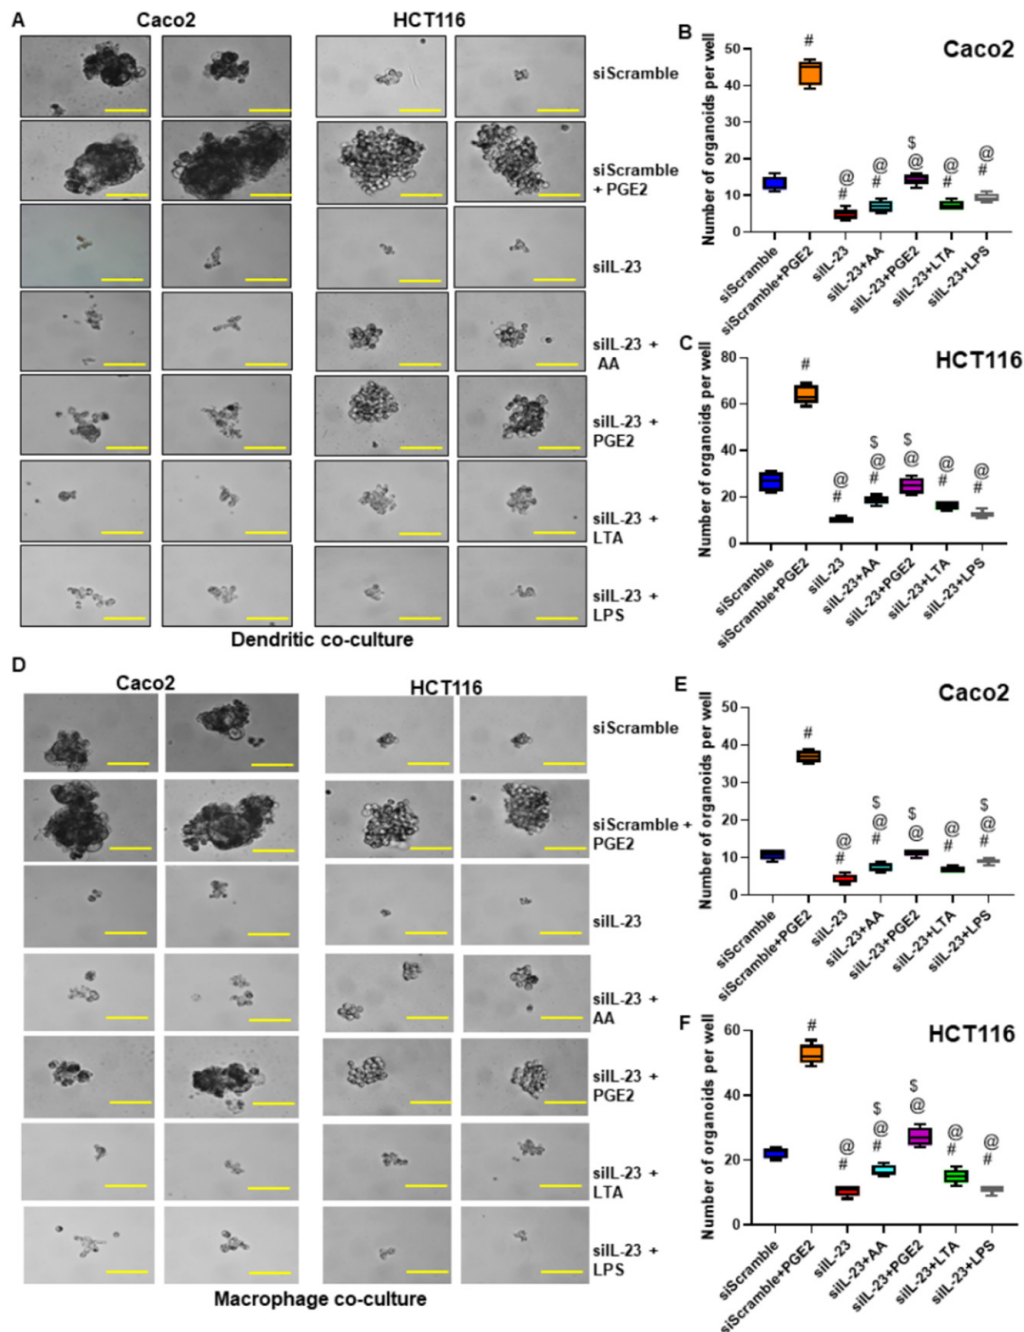 A
Caco2
HCT116
siScramble
siScramble
+ PGE2
siIL-23
siIL-23 +
AA
siIL-23 +
PGE2
siIL-23 +
LTA
siIL-23 +
LPS
Dendritic co-culture
B
Caco2
Number of organoids per well
50
40
30
20
10
0
#
@
#
@
#
$
@
@
#
@
#
siScramble
siScramble+PGE2
siIL-23
siIL-23+AA
siIL-23+PGE2
siIL-23+LTA
siIL-23+LPS
C
HCT116
Number of organoids per well
80
60
40
20
0
#
@
#
$
@
#
$
@
@
#
@
#
siScramble
siScramble+PGE2
siIL-23
siIL-23+AA
siIL-23+PGE2
siIL-23+LTA
siIL-23+LPS
D
Caco2
HCT116
siScramble
siScramble +
PGE2
siIL-23
siIL-23 +
AA
siIL-23 +
PGE2
siIL-23 +
LTA
siIL-23 +
LPS
Macrophage co-culture
E
Caco2
Number of organoids per well
50
40
30
20
10
0
#
@
#
$
@
#
$
@
@
#
$
@
#
siScramble
siScramble+PGE2
siIL-23
siIL-23+AA
siIL-23+PGE2
siIL-23+LTA
siIL-23+LPS
F
HCT116
Number of organoids per well
60
40
20
0
#
@
#
$
@
#
$
@
@
#
@
#
siScramble
siScramble+PGE2
siIL-23
siIL-23+AA
siIL-23+PGE2
siIL-23+LTA
siIL-23+LPS